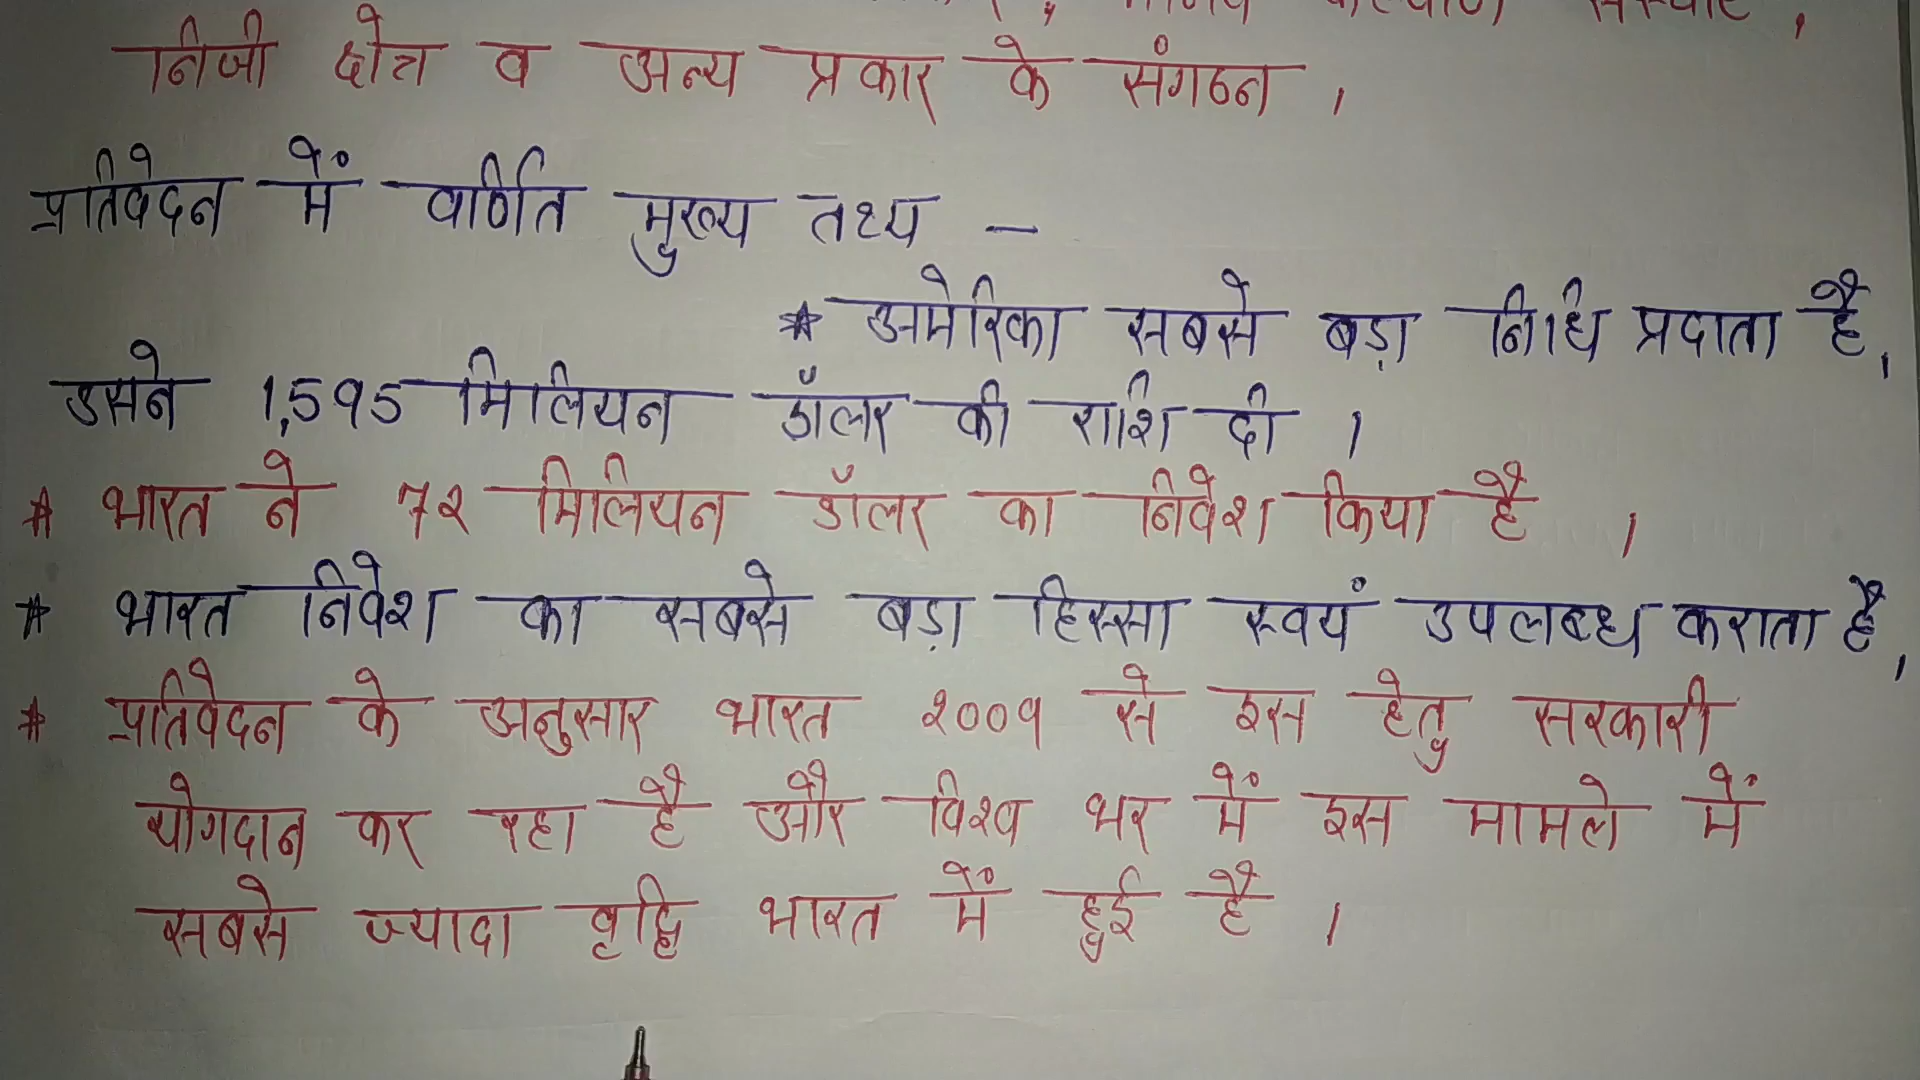 निजी क्षेत्र व अन्य प्रकार के संगठन ।
प्रतिवेदन में वर्णित मुख्य तथ्य –
* अमेरिका सबसे बड़ा निधि प्रदाता है,
उसने 1,595 मिलियन डॉलर की राशि दी ।
* भारत ने ७२ मिलियन डॉलर का निवेश किया है ।
* भारत निवेश का सबसे बड़ा हिस्सा स्वयं उपलब्ध कराता है,
* प्रतिवेदन के अनुसार भारत २००९ से इस हेतु सरकारी
योगदान कर रहा है और विश्व भर में इस मामले में
सबसे ज्यादा वृद्धि भारत में हुई है ।